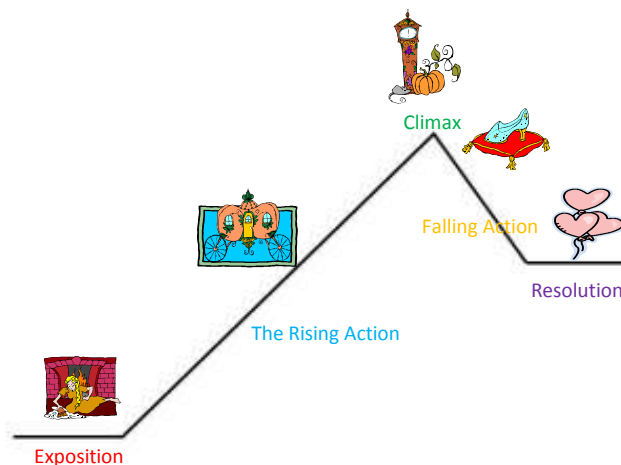 Climax
Falling Action
Resolution
The Rising Action
Exposition